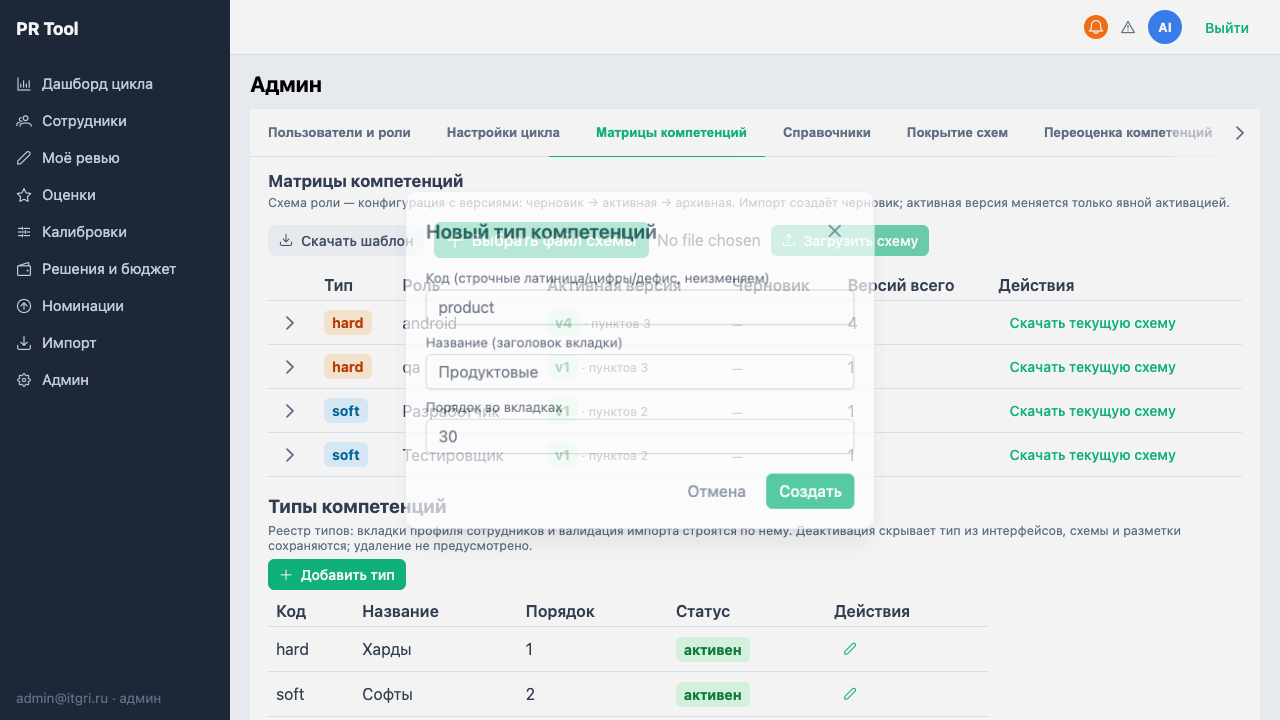 PR Tool
AI
Выйти
Дашборд цикла
Сотрудники
Моё ревью
Оценки
Калибровки
Решения и бюджет
Номинации
Импорт
Админ
admin@itgri.ru · админ
Админ
Пользователи и роли
Настройки цикла
Матрицы компетенций
Справочники
Покрытие схем
Переоценка компетенций
Матрицы компетенций
Схема роли — конфигурация с версиями: черновик → активная → архивная. Импорт создаёт черновик; активная версия меняется только явной активацией.
Скачать шаблон
Выбрать файл схемы
No file chosen
Загрузить схему
Тип Роль Активная версия Черновик Версий всего Действия
hard android v4 · пунктов 3 — 4 Скачать текущую схему
hard qa v1 · пунктов 3 — 1 Скачать текущую схему
soft Разработчик v1 · пунктов 2 — 1 Скачать текущую схему
soft Тестировщик v1 · пунктов 2 — 1 Скачать текущую схему
Новый тип компетенций
Код (строчные латиница/цифры/дефис, неизменяем)
product
Название (заголовок вкладки)
Продуктовые
Порядок во вкладках
30
Отмена
Создать
Типы компетенций
Реестр типов: вкладки профиля сотрудников и валидация импорта строятся по нему. Деактивация скрывает тип из интерфейсов, схемы и разметки
сохраняются; удаление не предусмотрено.
Добавить тип
Код Название Порядок Статус Действия
hard Харды 1 активен
soft Софты 2 активен